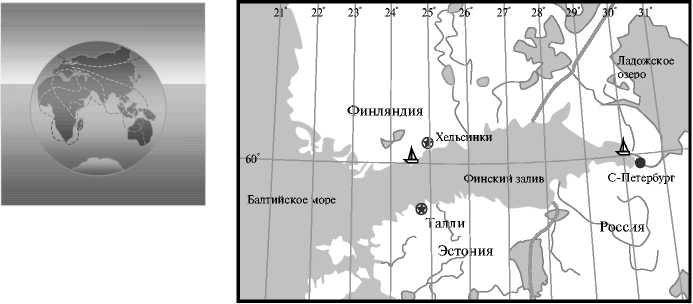 21° 22° 23° 24° 25° 26° 27° 28° 29° 30° 31°
Ладожское
озеро
Финляндия
Хельсинки
60°
Финский залив
С-Петербург
Балтийское море
Талли
Россия
Эстония